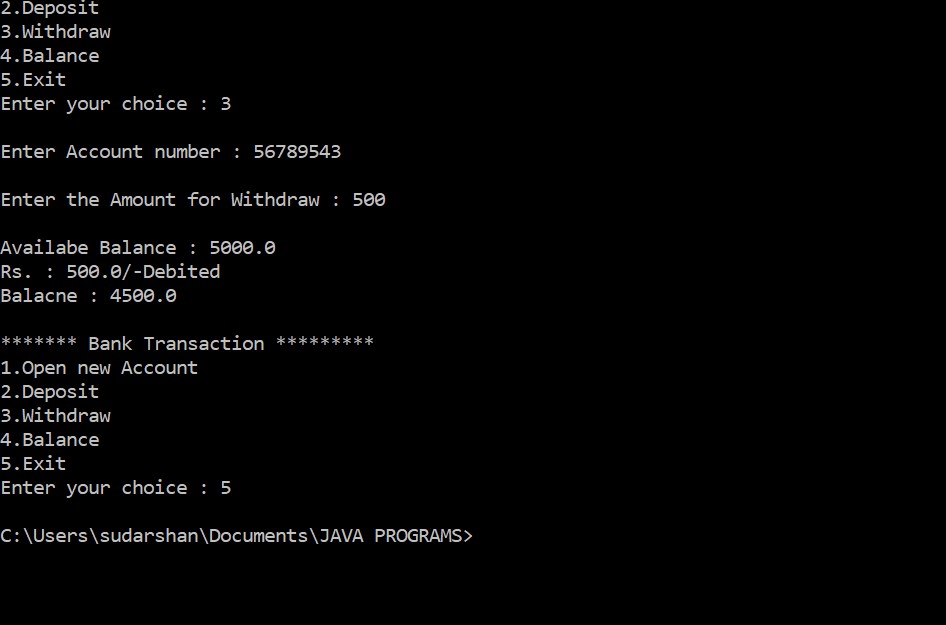 2.Deposit
3.Withdraw
4.Balance
5.Exit
Enter your choice : 3
Enter Account number : 56789543
Enter the Amount for Withdraw : 500
Availabe Balance : 5000.0
Rs. : 500.0/-Debited
Balacne : 4500.0
******* Bank Transaction *********
1.Open new Account
2.Deposit
3.Withdraw
4.Balance
5.Exit
Enter your choice : 5
C:\Users\sudarshan\Documents\JAVA PROGRAMS>